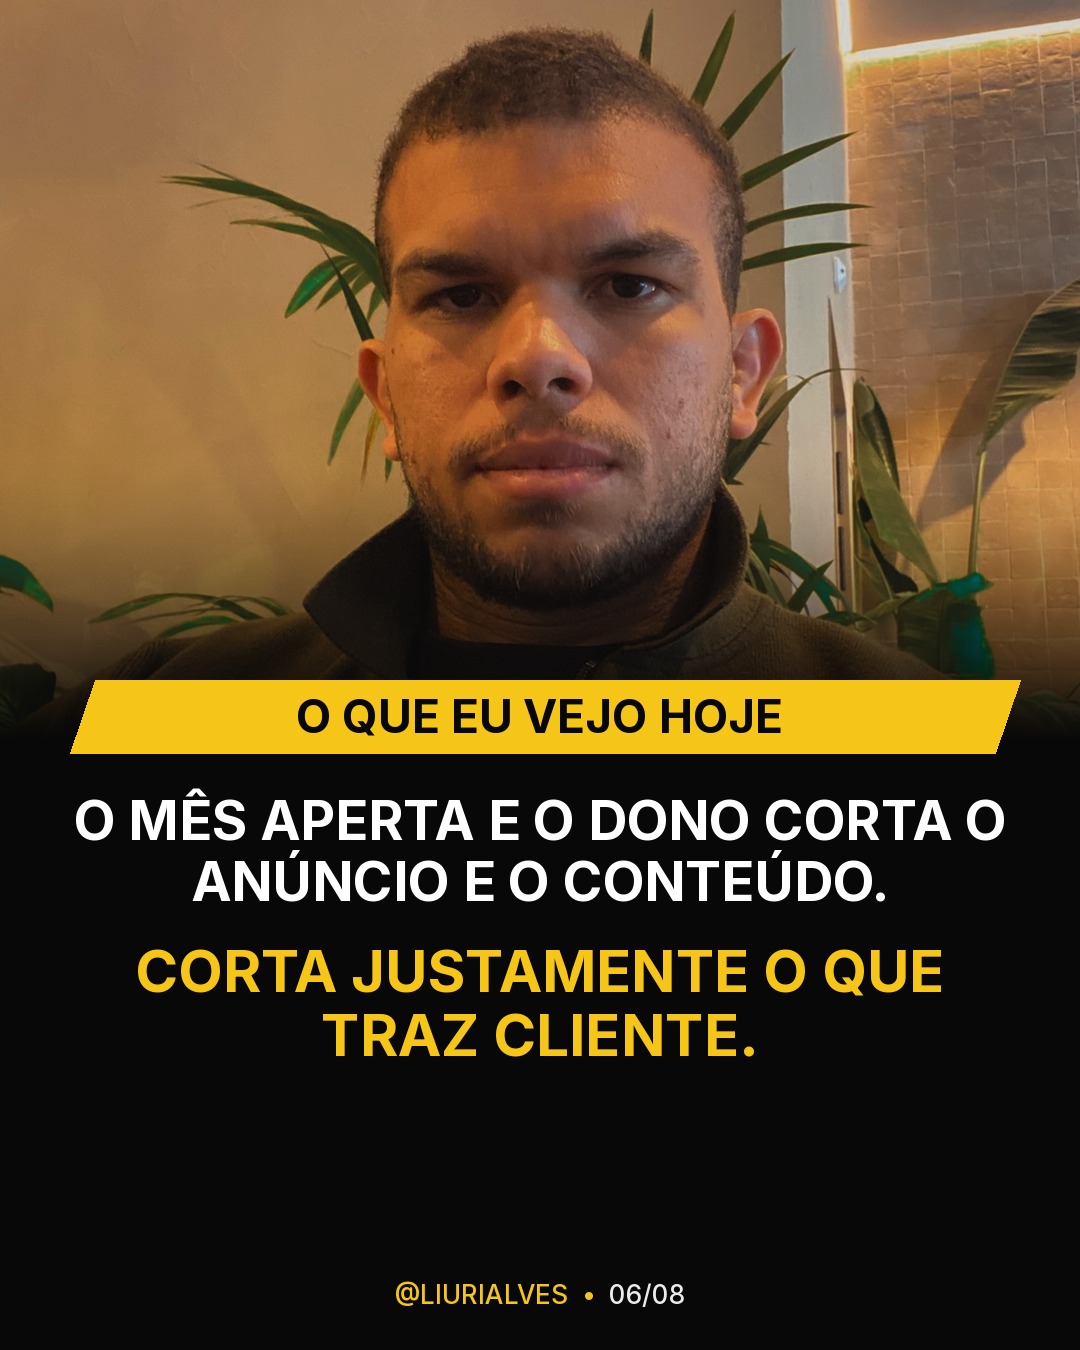 O QUE EU VEJO HOJE
O MÊS APERTA E O DONO CORTA O
ANÚNCIO E O CONTEÚDO.
CORTA JUSTAMENTE O QUE
TRAZ CLIENTE.
@LIURIALVES • 06/08